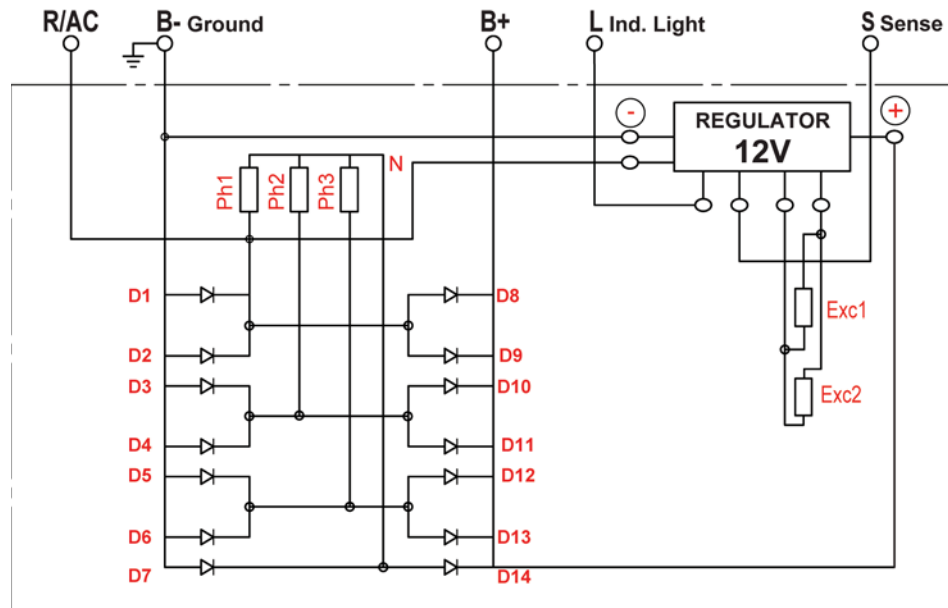 R/AC B- Ground B+ L Ind. Light S Sense
- REGULATOR +
12V
N
Ph1 Ph2 Ph3
D1 D8
Exc1
D2 D9
D3 D10
Exc2
D4 D11
D5 D12
D6 D13
D7 D14